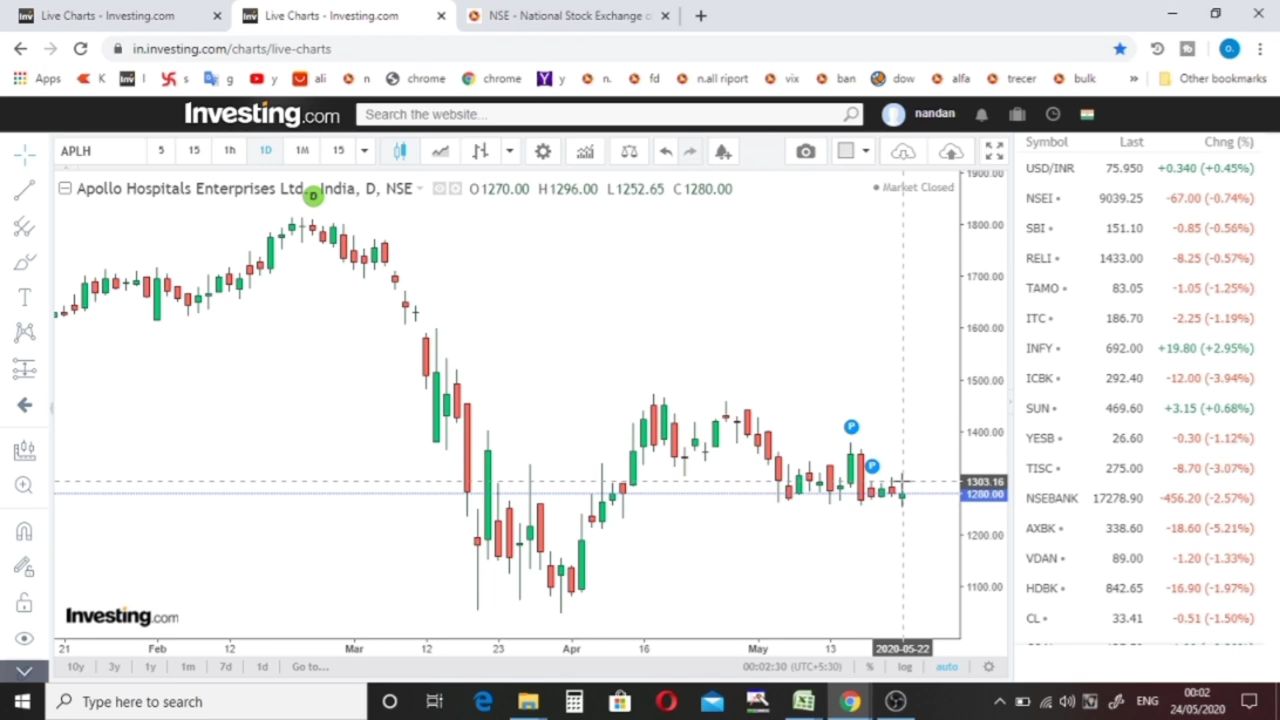 Live Charts - Investing.com
Live Charts - Investing.com
NSE - National Stock Exchange
in.investing.com/charts/live-charts
Apps K I s g y ali n chrome chrome y n. fd n.all riport vix ban dow alfa trecer bulk » Other bookmarks
Investing.com Search the website... nandan
APLH 5 15 1h 1D 1M 15
Symbol Last Chng (%)
Apollo Hospitals Enterprises Ltd., India, D, NSE O1270.00 H1296.00 L1252.65 C1280.00
Market Closed
D
P
P
1900.00
1800.00
1700.00
1600.00
1500.00
1400.00
1303.16
1280.00
1200.00
1100.00
USD/INR 75.950 +0.340 (+0.45%)
NSEI 9039.25 -67.00 (-0.74%)
SBI 151.10 -0.85 (-0.56%)
RELI 1433.00 -8.25 (-0.57%)
TAMO 83.05 -1.05 (-1.25%)
ITC 186.70 -2.25 (-1.19%)
INFY 692.00 +19.80 (+2.95%)
ICBK 292.40 -12.00 (-3.94%)
SUN 469.60 +3.15 (+0.68%)
YESB 26.60 -0.30 (-1.12%)
TISC 275.00 -8.70 (-3.07%)
NSEBANK 17278.90 -456.20 (-2.57%)
AXBK 338.60 -18.60 (-5.21%)
VDAN 89.00 -1.20 (-1.33%)
HDBK 842.65 -16.90 (-1.97%)
CL 33.41 -0.51 (-1.50%)
Investing.com
21 Feb 12 Mar 12 23 Apr 16 May 13 2020-05-22
10y 3y 1y 1m 7d 1d Go to... 00:02:30 (UTC+5:30) % log auto
Type here to search
ENG
00:02
24/05/2020